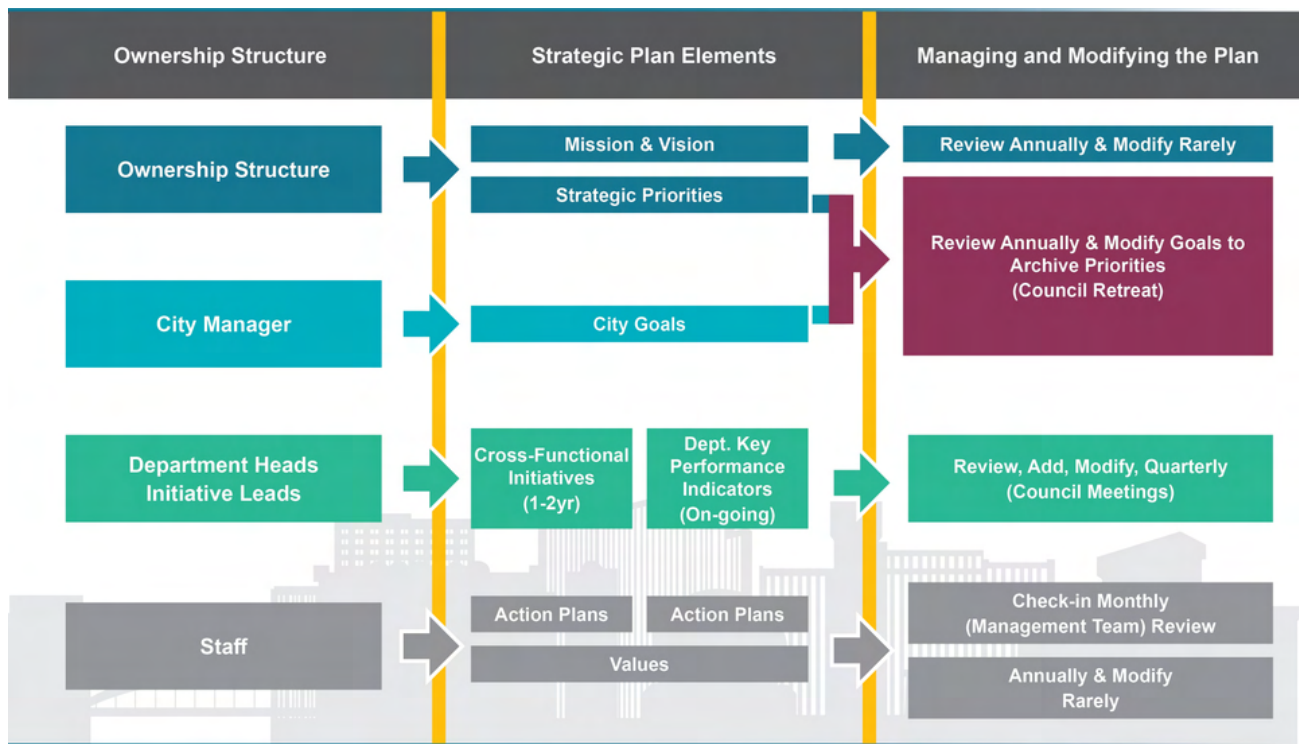 Ownership Structure
Strategic Plan Elements
Managing and Modifying the Plan
Ownership Structure
Mission & Vision
Strategic Priorities
Review Annually & Modify Rarely
Review Annually & Modify Goals to
Archive Priorities
(Council Retreat)
City Manager
City Goals
Department Heads
Initiative Leads
Cross-Functional
Initiatives
(1-2yr)
Dept. Key
Performance
Indicators
(On-going)
Review, Add, Modify, Quarterly
(Council Meetings)
Staff
Action Plans
Action Plans
Values
Check-in Monthly
(Management Team) Review
Annually & Modify
Rarely